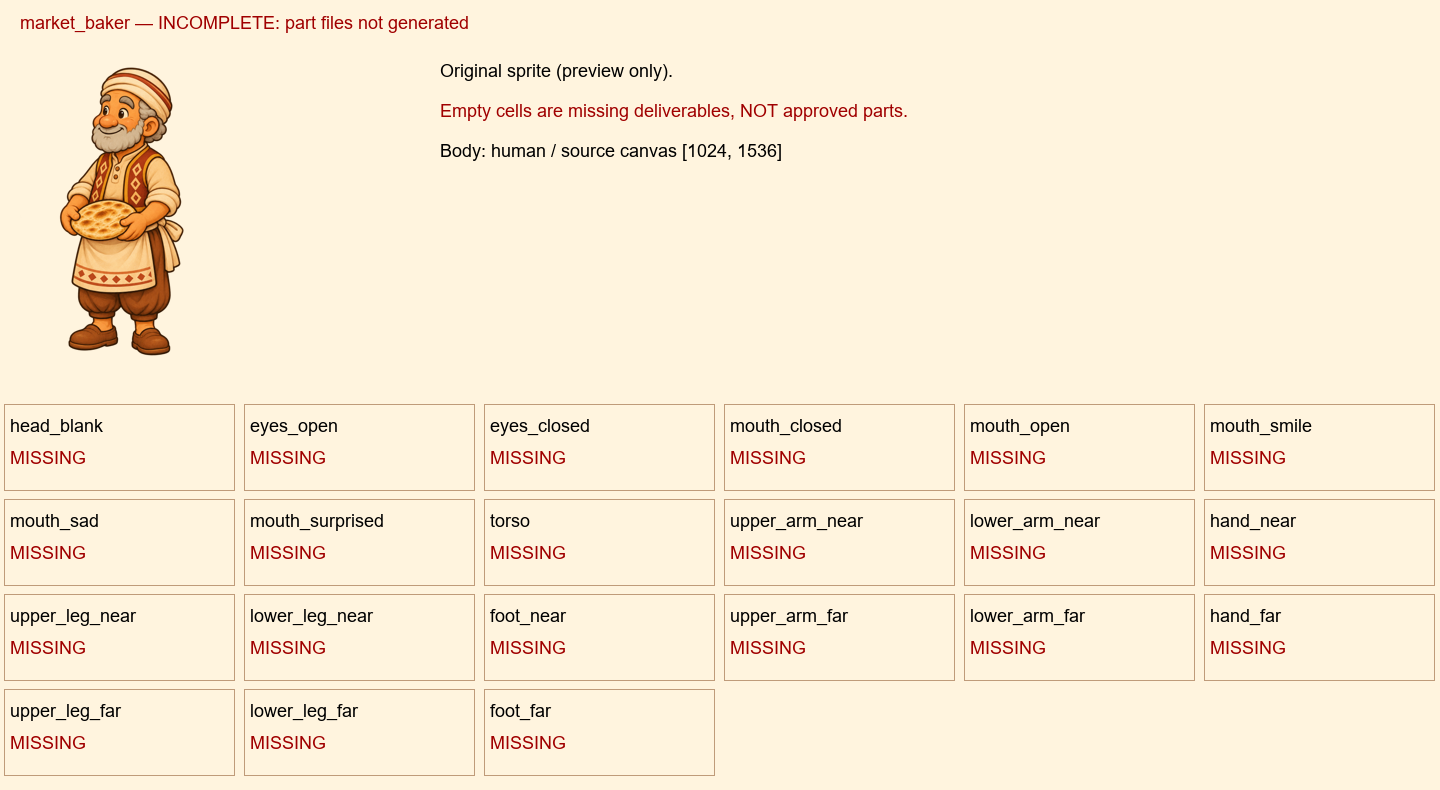 market_baker — INCOMPLETE: part files not generated
Original sprite (preview only).
Empty cells are missing deliverables, NOT approved parts.
Body: human / source canvas [1024, 1536]
head_blank
MISSING
eyes_open
MISSING
eyes_closed
MISSING
mouth_closed
MISSING
mouth_open
MISSING
mouth_smile
MISSING
mouth_sad
MISSING
mouth_surprised
MISSING
torso
MISSING
upper_arm_near
MISSING
lower_arm_near
MISSING
hand_near
MISSING
upper_leg_near
MISSING
lower_leg_near
MISSING
foot_near
MISSING
upper_arm_far
MISSING
lower_arm_far
MISSING
hand_far
MISSING
upper_leg_far
MISSING
lower_leg_far
MISSING
foot_far
MISSING